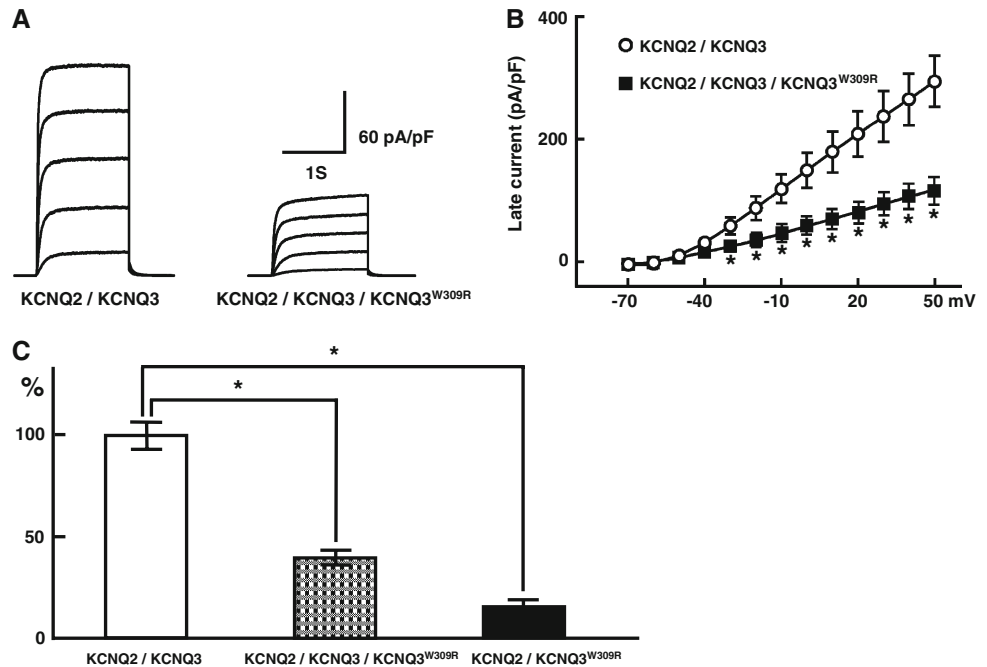 A
60 pA/pF
1S
KCNQ2 / KCNQ3
KCNQ2 / KCNQ3 / KCNQ3W309R
B
Late current (pA/pF)
400
200
0
KCNQ2 / KCNQ3
KCNQ2 / KCNQ3 / KCNQ3W309R
* * * * * * * * *
-70 -40 -10 20 50 mV
C
%
100
50
0
*
*
KCNQ2 / KCNQ3
KCNQ2 / KCNQ3 / KCNQ3W309R
KCNQ2 / KCNQ3W309R